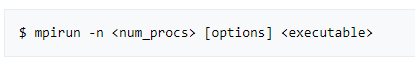 $ mpirun -n <num_procs> [options] <executable>